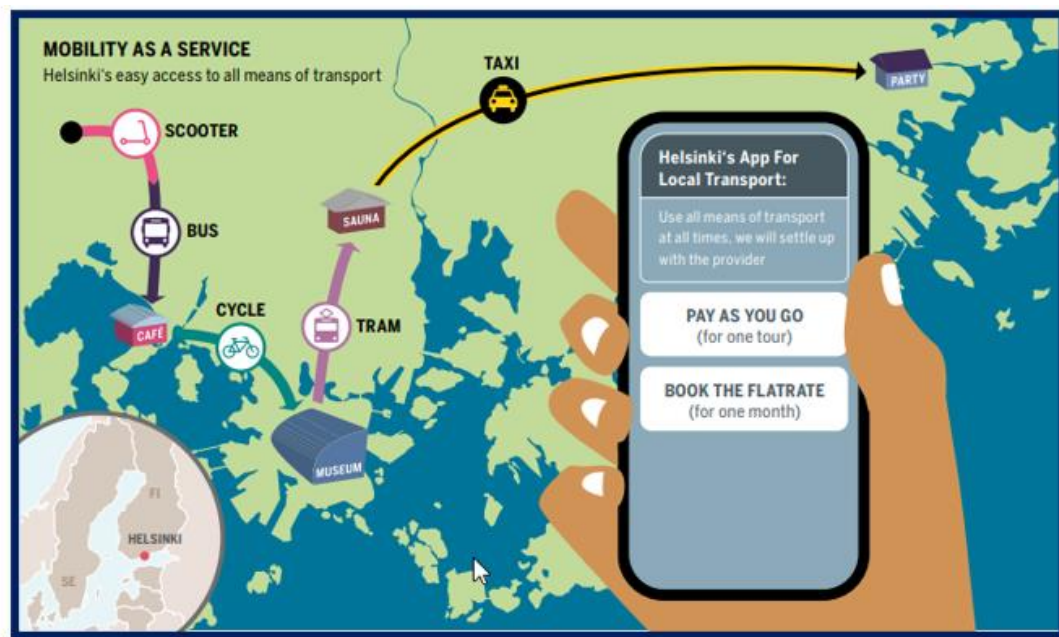 MOBILITY AS A SERVICE
Helsinki's easy access to all means of transport
SCOOTER
BUS
CAFÉ
CYCLE
MUSEUM
TRAM
SAUNA
TAXI
PARTY
Helsinki's App For
Local Transport:
Use all means of transport
at all times, we will settle up
with the provider
PAY AS YOU GO
(for one tour)
BOOK THE FLATRATE
(for one month)
FI
HELSINKI
SE